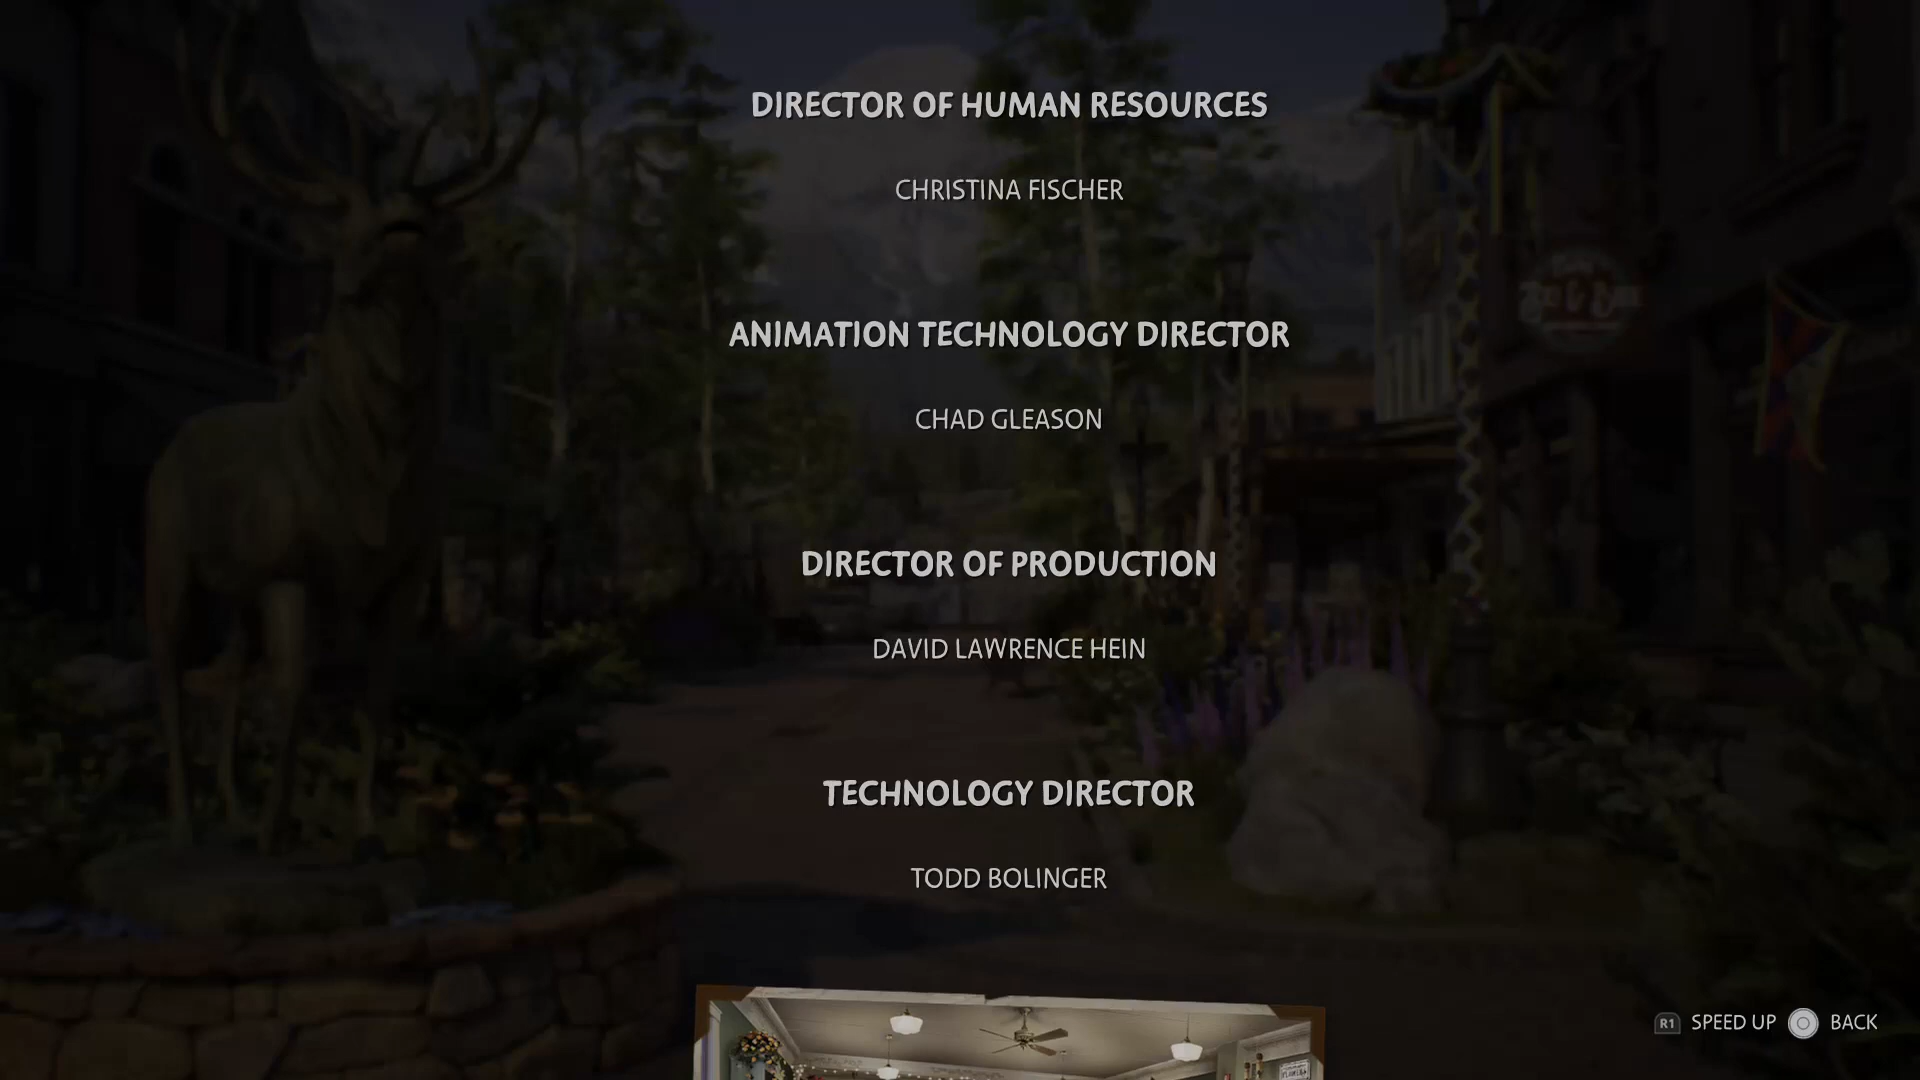 DIRECTOR OF HUMAN RESOURCES
CHRISTINA FISCHER
ANIMATION TECHNOLOGY DIRECTOR
CHAD GLEASON
DIRECTOR OF PRODUCTION
DAVID LAWRENCE HEIN
TECHNOLOGY DIRECTOR
TODD BOLINGER
R1 SPEED UP BACK